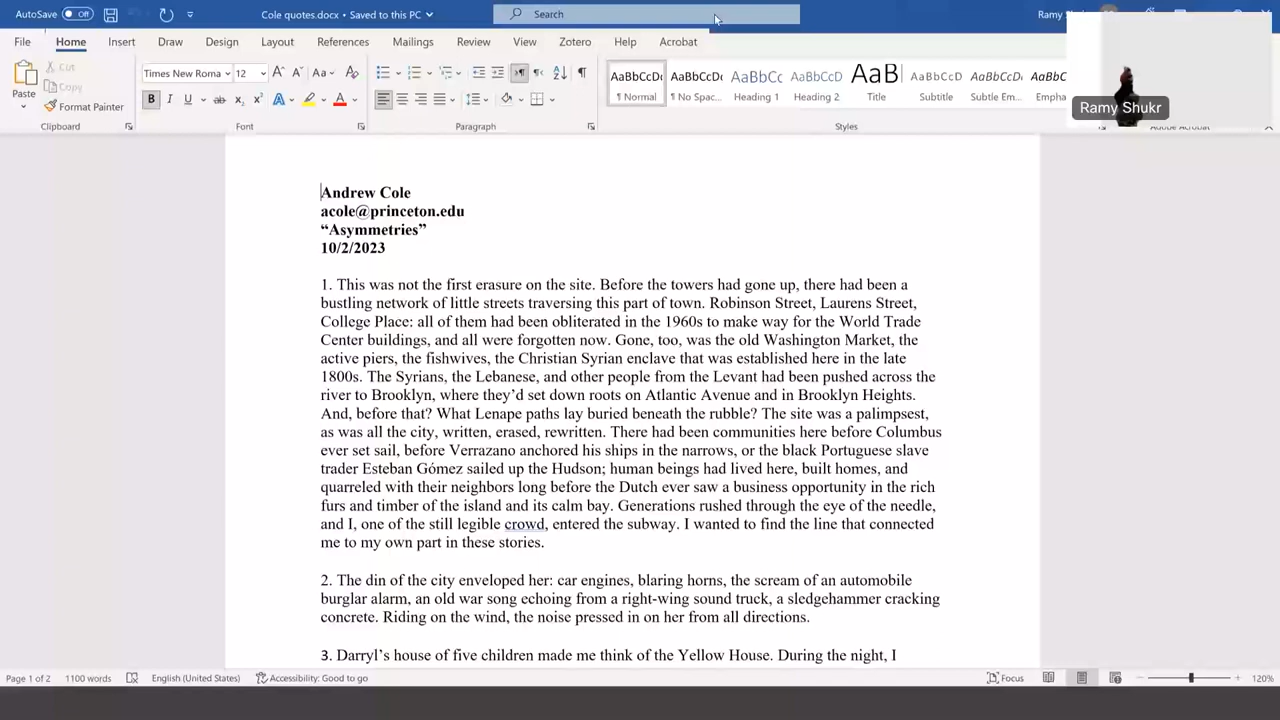 AutoSave Off Cole quotes.docx • Saved to this PC Search Ramy
File Home Insert Draw Design Layout References Mailings Review View Zotero Help Acrobat
Paste Cut Copy Format Painter
Times New Roma 12
¶ Normal ¶ No Spac... Heading 1 Heading 2 Title Subtitle Subtle Em... Empha
Clipboard Font Paragraph Styles
Ramy Shukr
Andrew Cole
acole@princeton.edu
“Asymmetries”
10/2/2023
1. This was not the first erasure on the site. Before the towers had gone up, there had been a
bustling network of little streets traversing this part of town. Robinson Street, Laurens Street,
College Place: all of them had been obliterated in the 1960s to make way for the World Trade
Center buildings, and all were forgotten now. Gone, too, was the old Washington Market, the
active piers, the fishwives, the Christian Syrian enclave that was established here in the late
1800s. The Syrians, the Lebanese, and other people from the Levant had been pushed across the
river to Brooklyn, where they’d set down roots on Atlantic Avenue and in Brooklyn Heights.
And, before that? What Lenape paths lay buried beneath the rubble? The site was a palimpsest,
as was all the city, written, erased, rewritten. There had been communities here before Columbus
ever set sail, before Verrazano anchored his ships in the narrows, or the black Portuguese slave
trader Esteban Gómez sailed up the Hudson; human beings had lived here, built homes, and
quarreled with their neighbors long before the Dutch ever saw a business opportunity in the rich
furs and timber of the island and its calm bay. Generations rushed through the eye of the needle,
and I, one of the still legible crowd, entered the subway. I wanted to find the line that connected
me to my own part in these stories.
2. The din of the city enveloped her: car engines, blaring horns, the scream of an automobile
burglar alarm, an old war song echoing from a right-wing sound truck, a sledgehammer cracking
concrete. Riding on the wind, the noise pressed in on her from all directions.
3. Darryl’s house of five children made me think of the Yellow House. During the night, I
Page 1 of 2 1100 words English (United States) Accessibility: Good to go Focus 120%